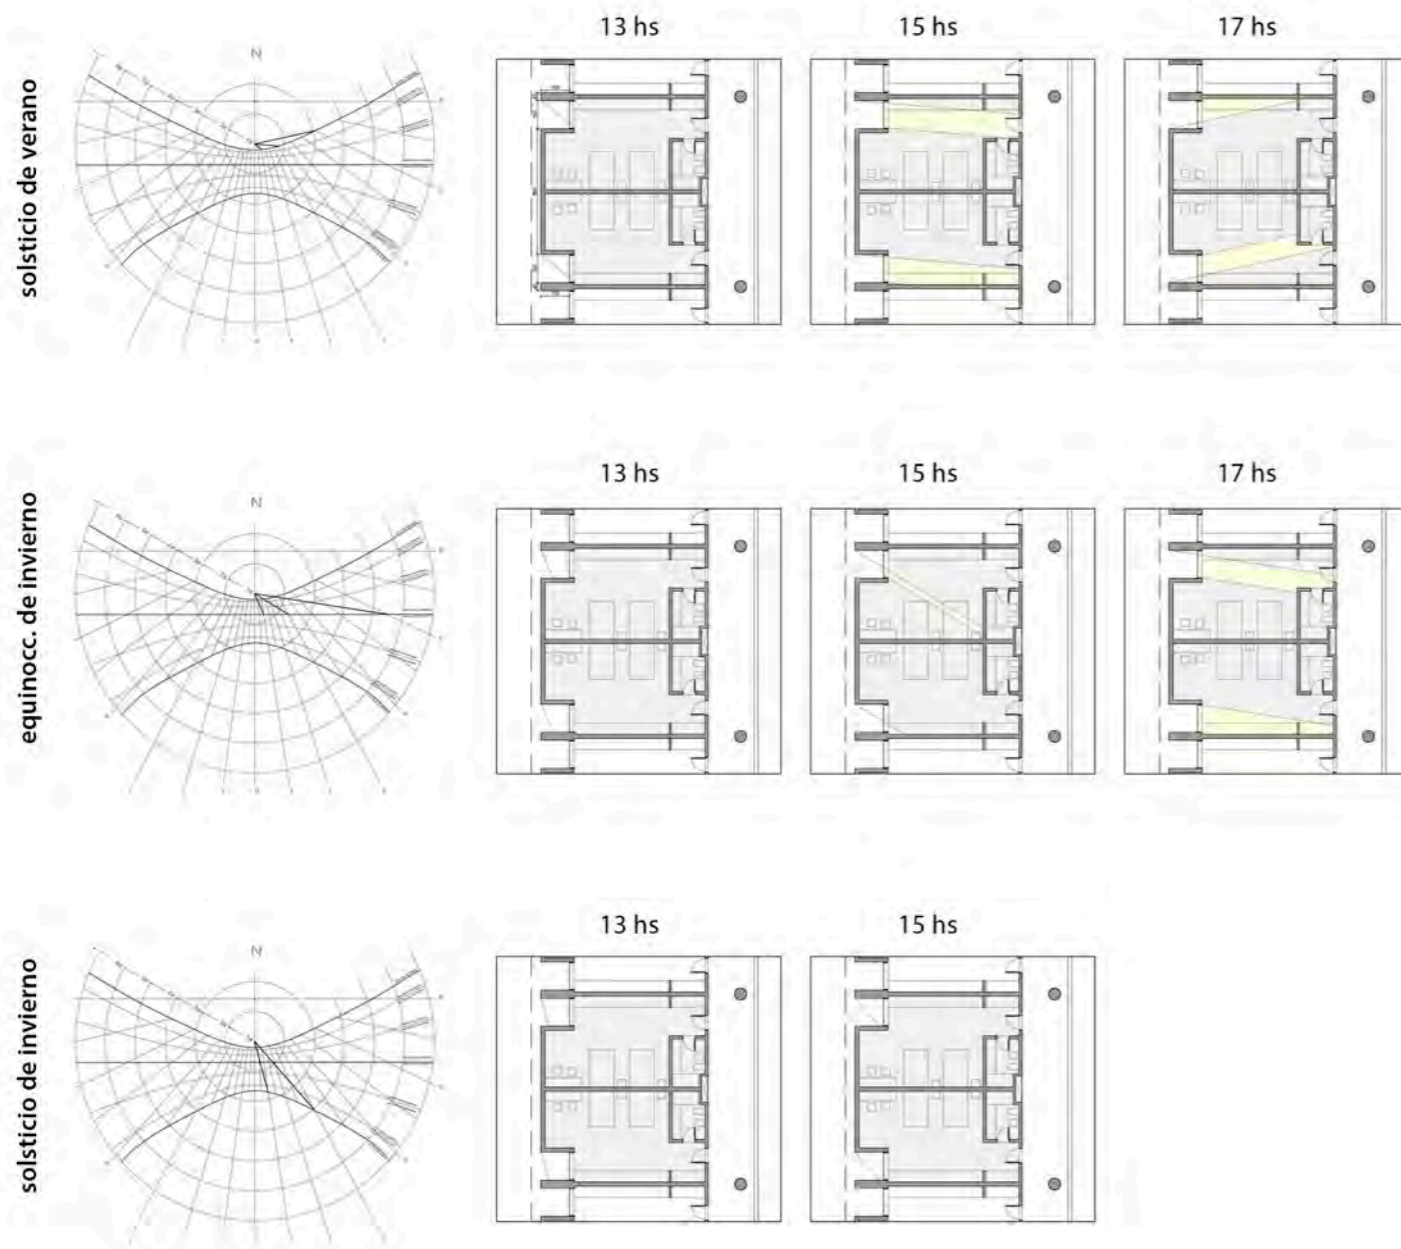 13 hs
15 hs
17 hs
solsticio de verano
N
13 hs
15 hs
17 hs
equinocc. de invierno
N
13 hs
15 hs
solsticio de invierno
N